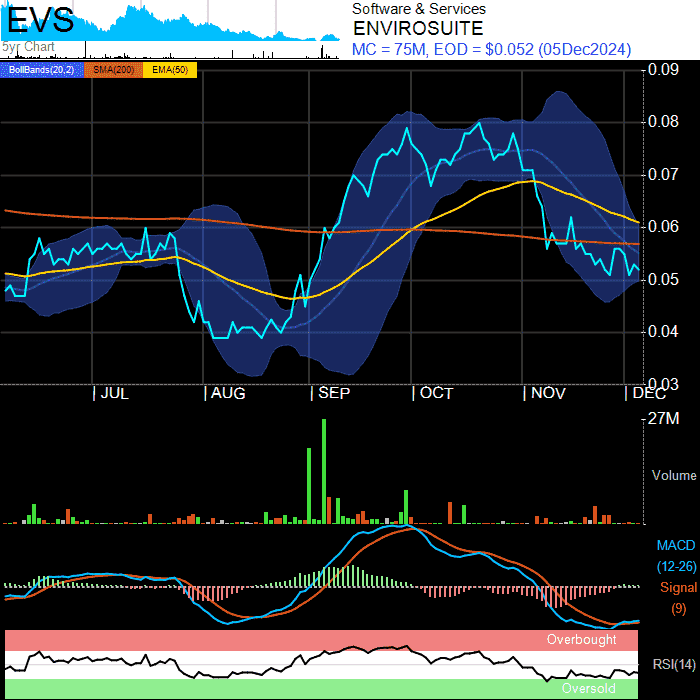 EVS
5yr Chart
Software & Services
ENVIROSUITE
MC = 75M, EOD = $0.052 (05Dec2024)
BollBands(20,2) SMA(200) EMA(50)
0.09
0.08
0.07
0.06
0.05
0.04
0.03
JUL AUG SEP OCT NOV DEC
27M
Volume
MACD
(12-26)
Signal
(9)
Overbought
RSI(14)
Oversold